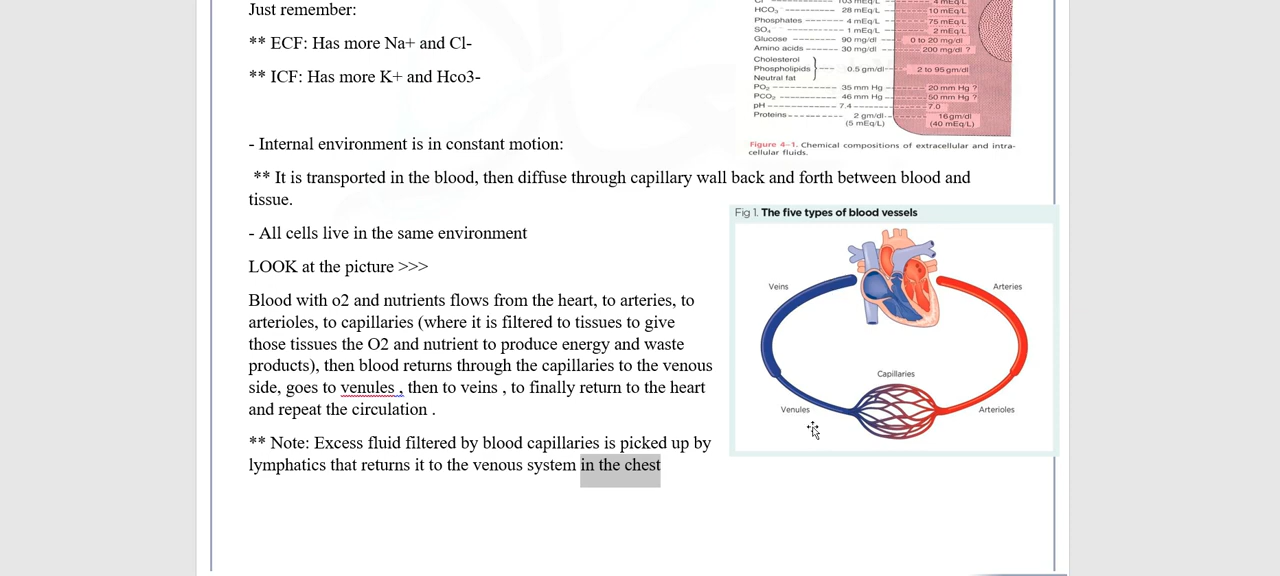 Just remember:
** ECF: Has more Na+ and Cl-
** ICF: Has more K+ and Hco3-
- Internal environment is in constant motion:
** It is transported in the blood, then diffuse through capillary wall back and forth between blood and
tissue.
- All cells live in the same environment
LOOK at the picture >>>
Blood with o2 and nutrients flows from the heart, to arteries, to
arterioles, to capillaries (where it is filtered to tissues to give
those tissues the O2 and nutrient to produce energy and waste
products), then blood returns through the capillaries to the venous
side, goes to venules , then to veins , to finally return to the heart
and repeat the circulation .
** Note: Excess fluid filtered by blood capillaries is picked up by
lymphatics that returns it to the venous system in the chest
HCO₃⁻ 28 mEq/L 10 mEq/L
Phosphates 4 mEq/L 75 mEq/L
SO₄ 1 mEq/L 2 mEq/L
Glucose 90 mg/dl 0 to 20 mg/dl
Amino acids 30 mg/dl 200 mg/dl ?
Cholesterol
Phospholipids 0.5 gm/dl 2 to 95 gm/dl
Neutral fat
PO₂ 35 mm Hg 20 mm Hg ?
PCO₂ 46 mm Hg 50 mm Hg ?
pH 7.4 7.0
Proteins 2 gm/dl 16 gm/dl
(5 mEq/L) (40 mEq/L)
Figure 4-1. Chemical compositions of extracellular and intra-
cellular fluids.
Fig 1. The five types of blood vessels
Veins
Arteries
Capillaries
Venules
Arterioles